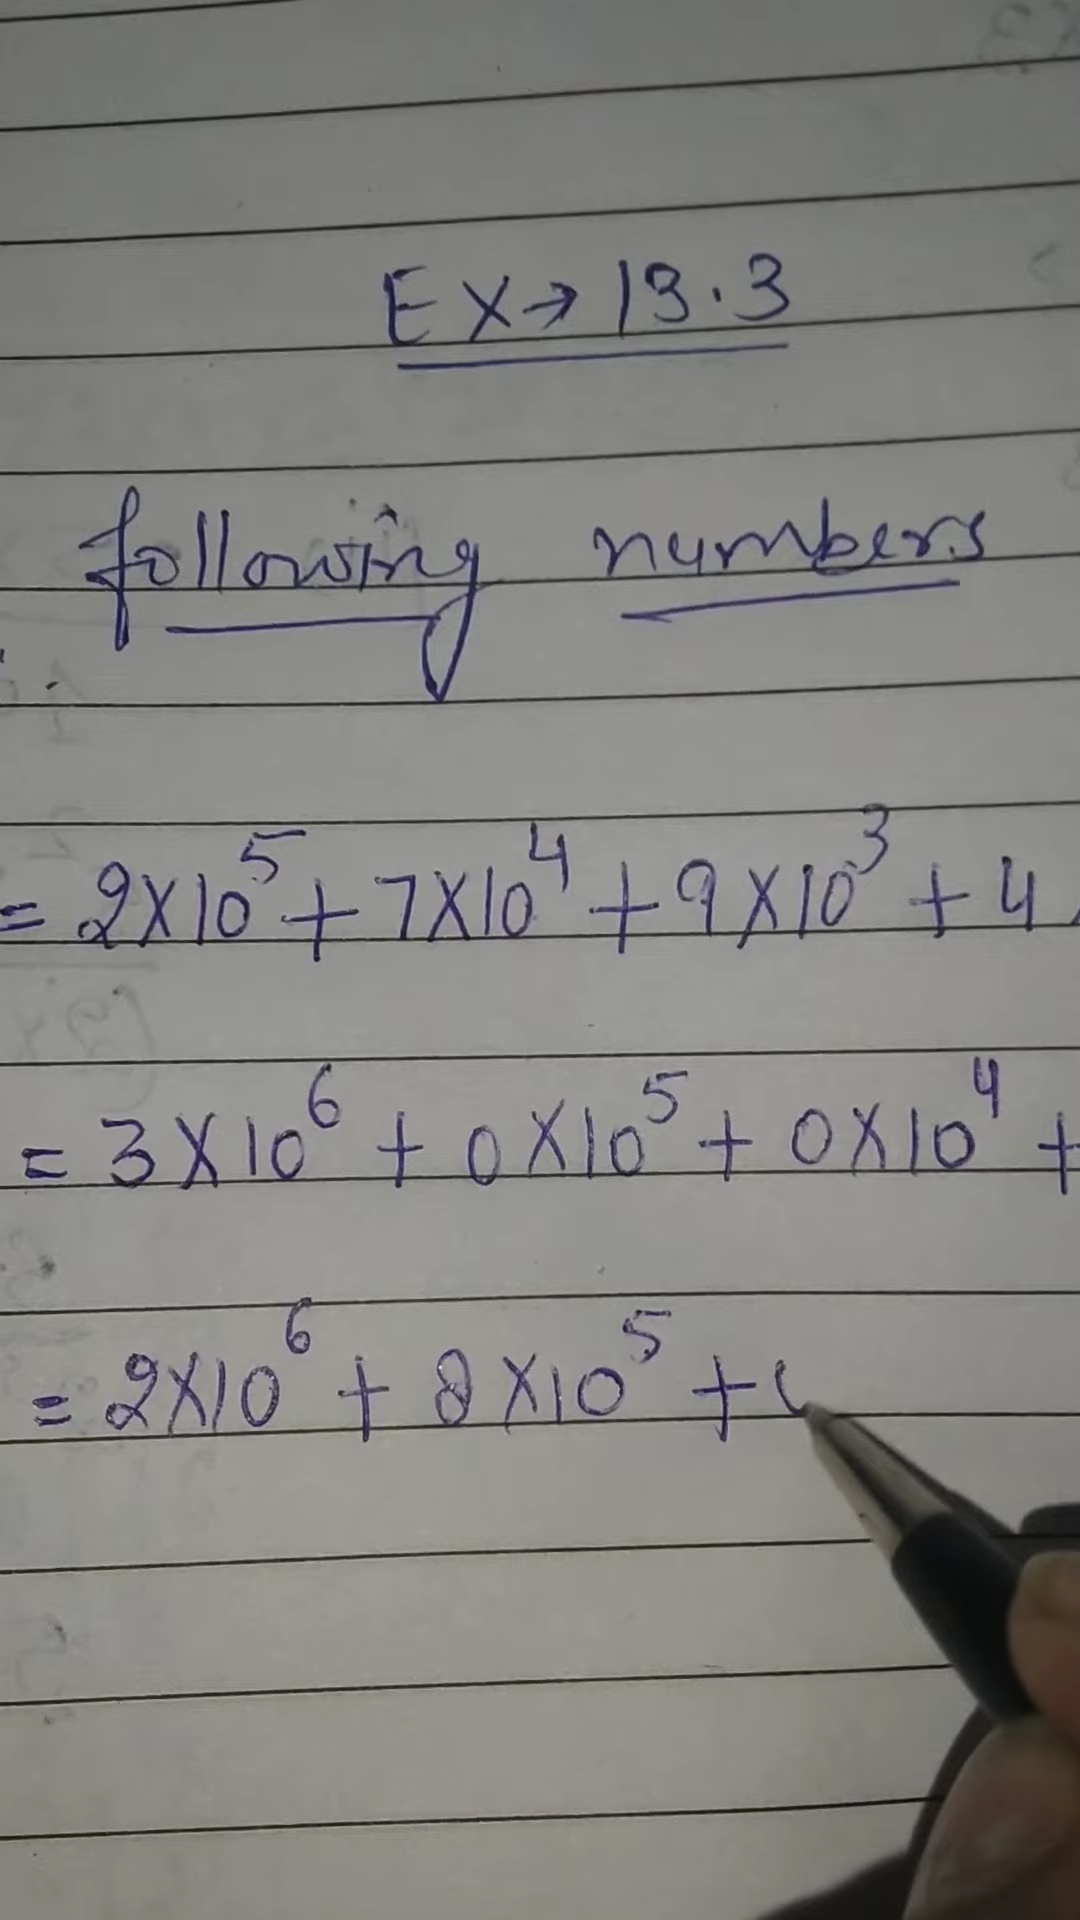 EX→ 13.3
following numbers
= 2×10⁵ + 7×10⁴ + 9×10³ + 4
= 3×10⁶ + 0×10⁵ + 0×10⁴ +
= 2×10⁶ + 8×10⁵ +